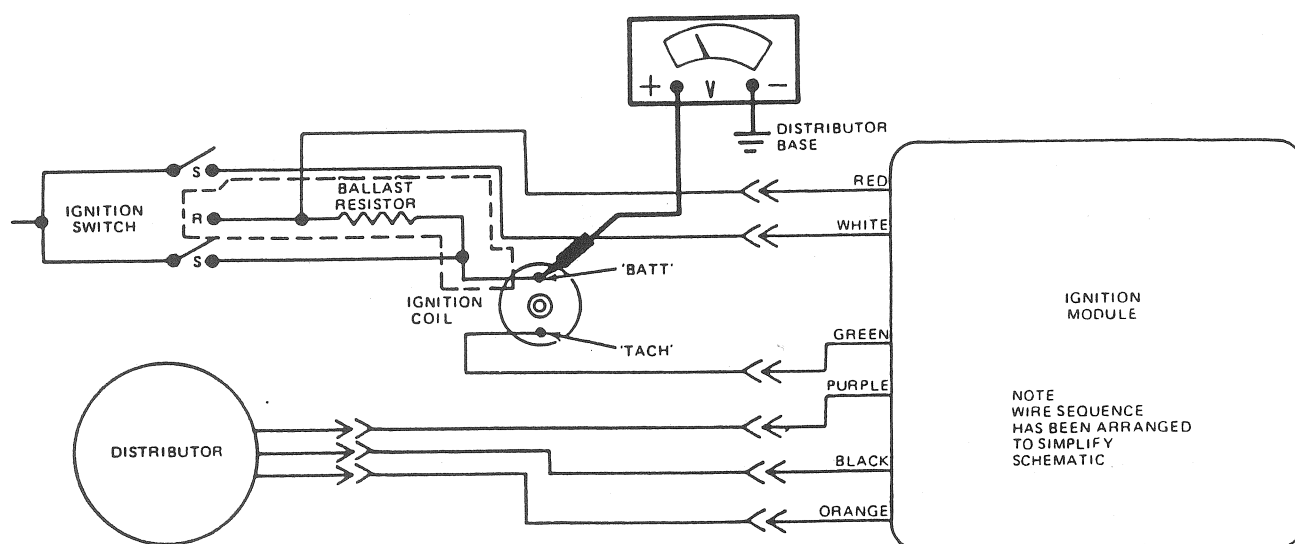 + V −
DISTRIBUTOR
BASE
S
BALLAST
RESISTOR
IGNITION
SWITCH
R
S
RED
WHITE
'BATT'
IGNITION
COIL
'TACH'
IGNITION
MODULE
GREEN
PURPLE
DISTRIBUTOR
BLACK
ORANGE
NOTE
WIRE SEQUENCE
HAS BEEN ARRANGED
TO SIMPLIFY
SCHEMATIC